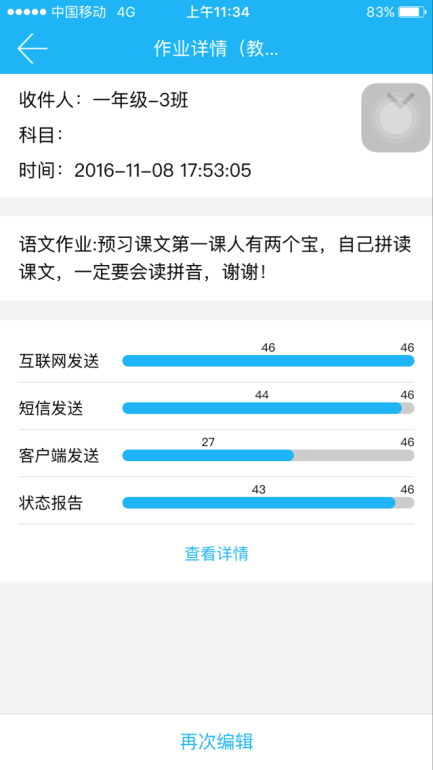 中国移动 4G 上午11:34 83%
作业详情（教...
收件人：一年级-3班
科目：
时间：2016-11-08 17:53:05
语文作业:预习课文第一课人有两个宝，自己拼读
课文，一定要会读拼音，谢谢！
46 46
互联网发送
44 46
短信发送
27 46
客户端发送
43 46
状态报告
查看详情
再次编辑